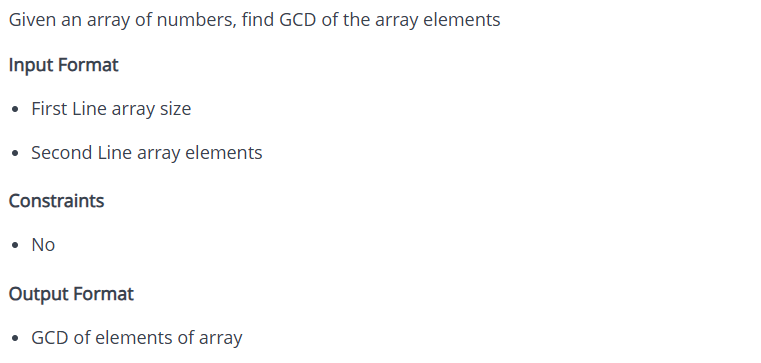 Given an array of numbers, find GCD of the array elements
Input Format
• First Line array size
• Second Line array elements
Constraints
• No
Output Format
• GCD of elements of array